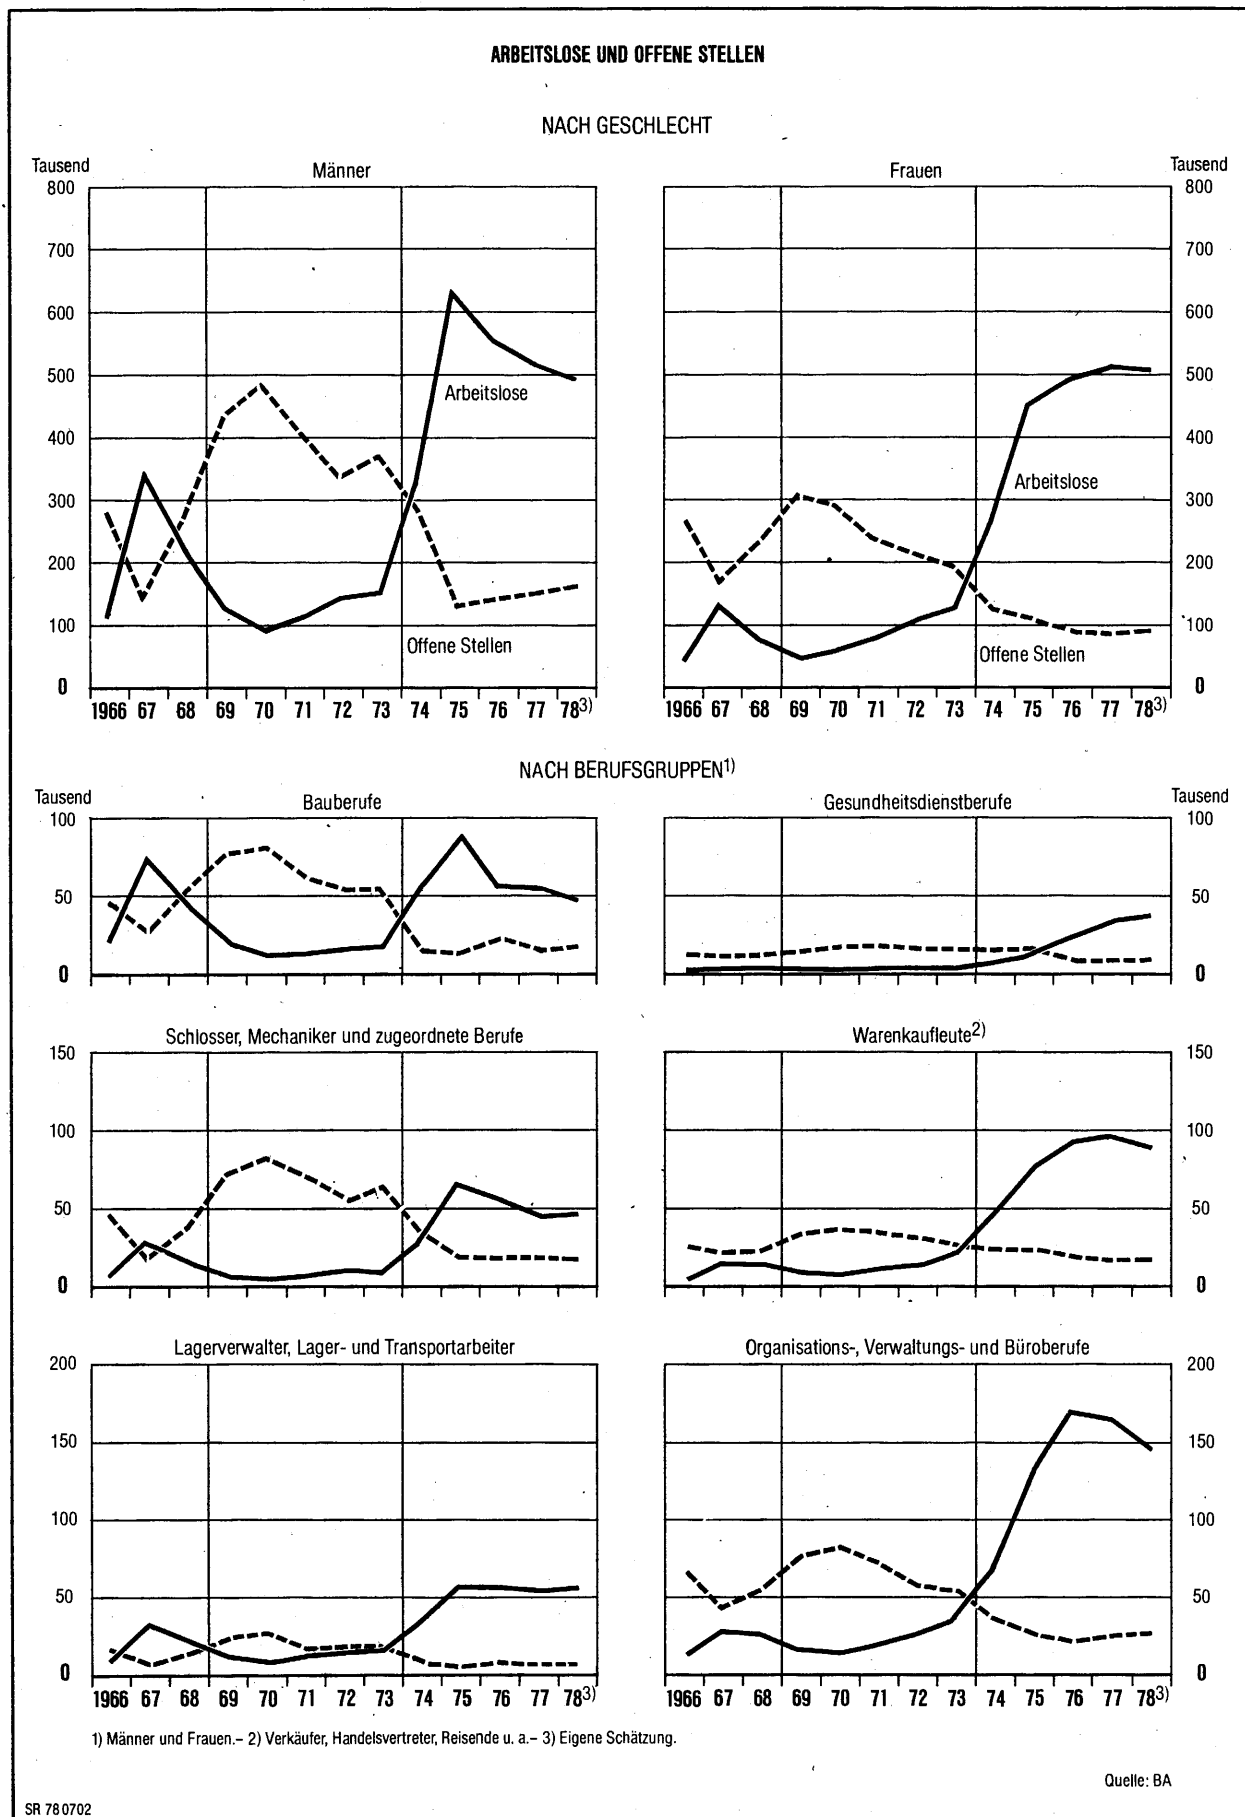 ARBEITSLOSE UND OFFENE STELLEN
NACH GESCHLECHT
Tausend Männer Frauen Tausend
800 800
700 700
600 600
500 500
Arbeitslose
400 400
Arbeitslose
300 300
200 200
100 100
Offene Stellen Offene Stellen
0 0
1966 67 68 69 70 71 72 73 74 75 76 77 783) 1966 67 68 69 70 71 72 73 74 75 76 77 783)
NACH BERUFSGRUPPEN1)
Tausend Bauberufe Gesundheitsdienstberufe Tausend
100 100
50 50
0 0
Schlosser, Mechaniker und zugeordnete Berufe Warenkaufleute2)
150 150
100 100
50 50
0 0
Lagerverwalter, Lager- und Transportarbeiter Organisations-, Verwaltungs- und Büroberufe
200 200
150 150
100 100
50 50
0 0
1966 67 68 69 70 71 72 73 74 75 76 77 783) 1966 67 68 69 70 71 72 73 74 75 76 77 783)
1) Männer und Frauen.– 2) Verkäufer, Handelsvertreter, Reisende u. a.– 3) Eigene Schätzung.
Quelle: BA
SR 78 0702